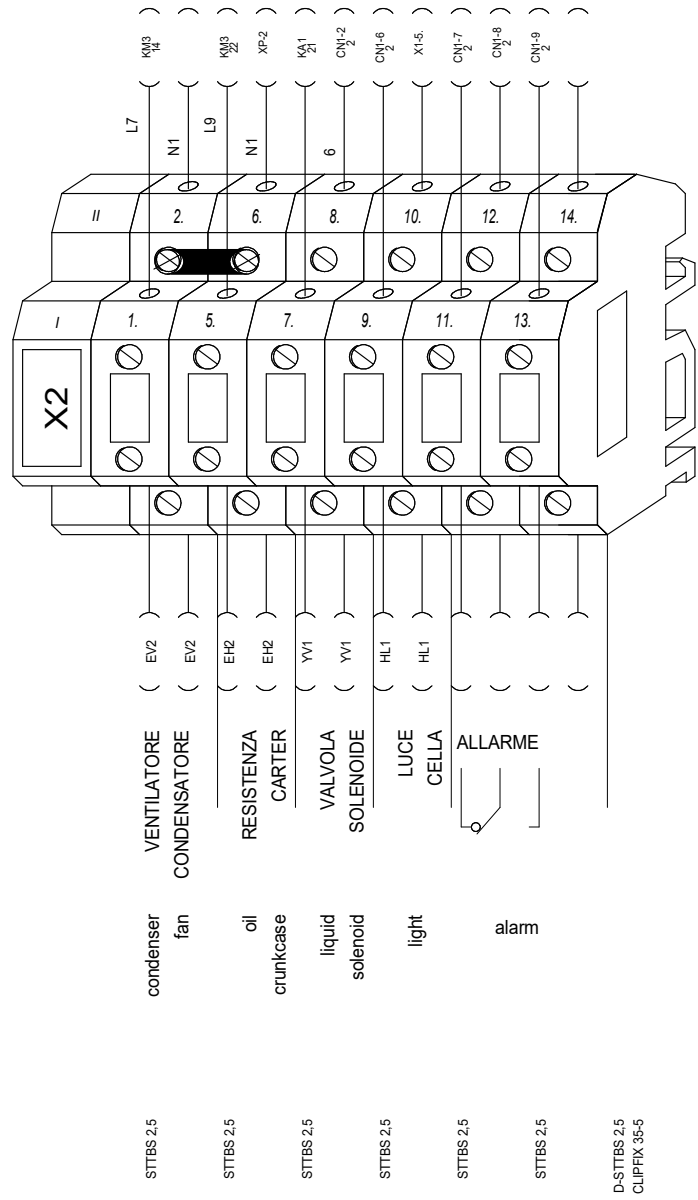 KM3
14
KM3
22
XP-2
KA1
21
CN1-2
2
CN1-6
2
X1-5.
CN1-7
2
CN1-8
2
CN1-9
2
L7
N1
L9
N1
6
II
2.
6.
8.
10.
12.
14.
I
1.
5.
7.
9.
11.
13.
X2
EV2
EV2
EH2
EH2
YV1
YV1
HL1
HL1
VENTILATORE
CONDENSATORE
RESISTENZA
CARTER
VALVOLA
SOLENOIDE
LUCE
CELLA
ALLARME
condenser
fan
oil
crunkcase
liquid
solenoid
light
alarm
STTBS 2,5
STTBS 2,5
STTBS 2,5
STTBS 2,5
STTBS 2,5
STTBS 2,5
D-STTBS 2,5
CLIPFIX 35-5